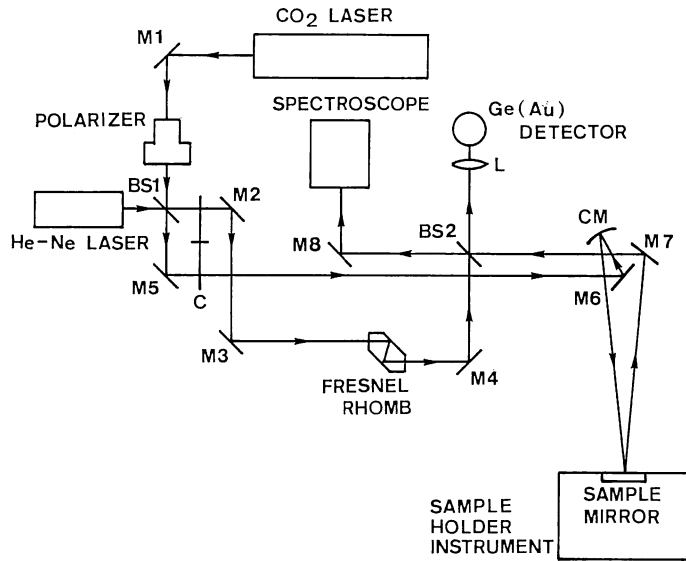 CO₂ LASER
M1
SPECTROSCOPE
Ge(Au)
DETECTOR
POLARIZER
L
BS1
M2
He-Ne LASER
M8
BS2
CM
M7
M5
C
M6
M3
FRESNEL
RHOMB
M4
SAMPLE
HOLDER
INSTRUMENT
SAMPLE
MIRROR